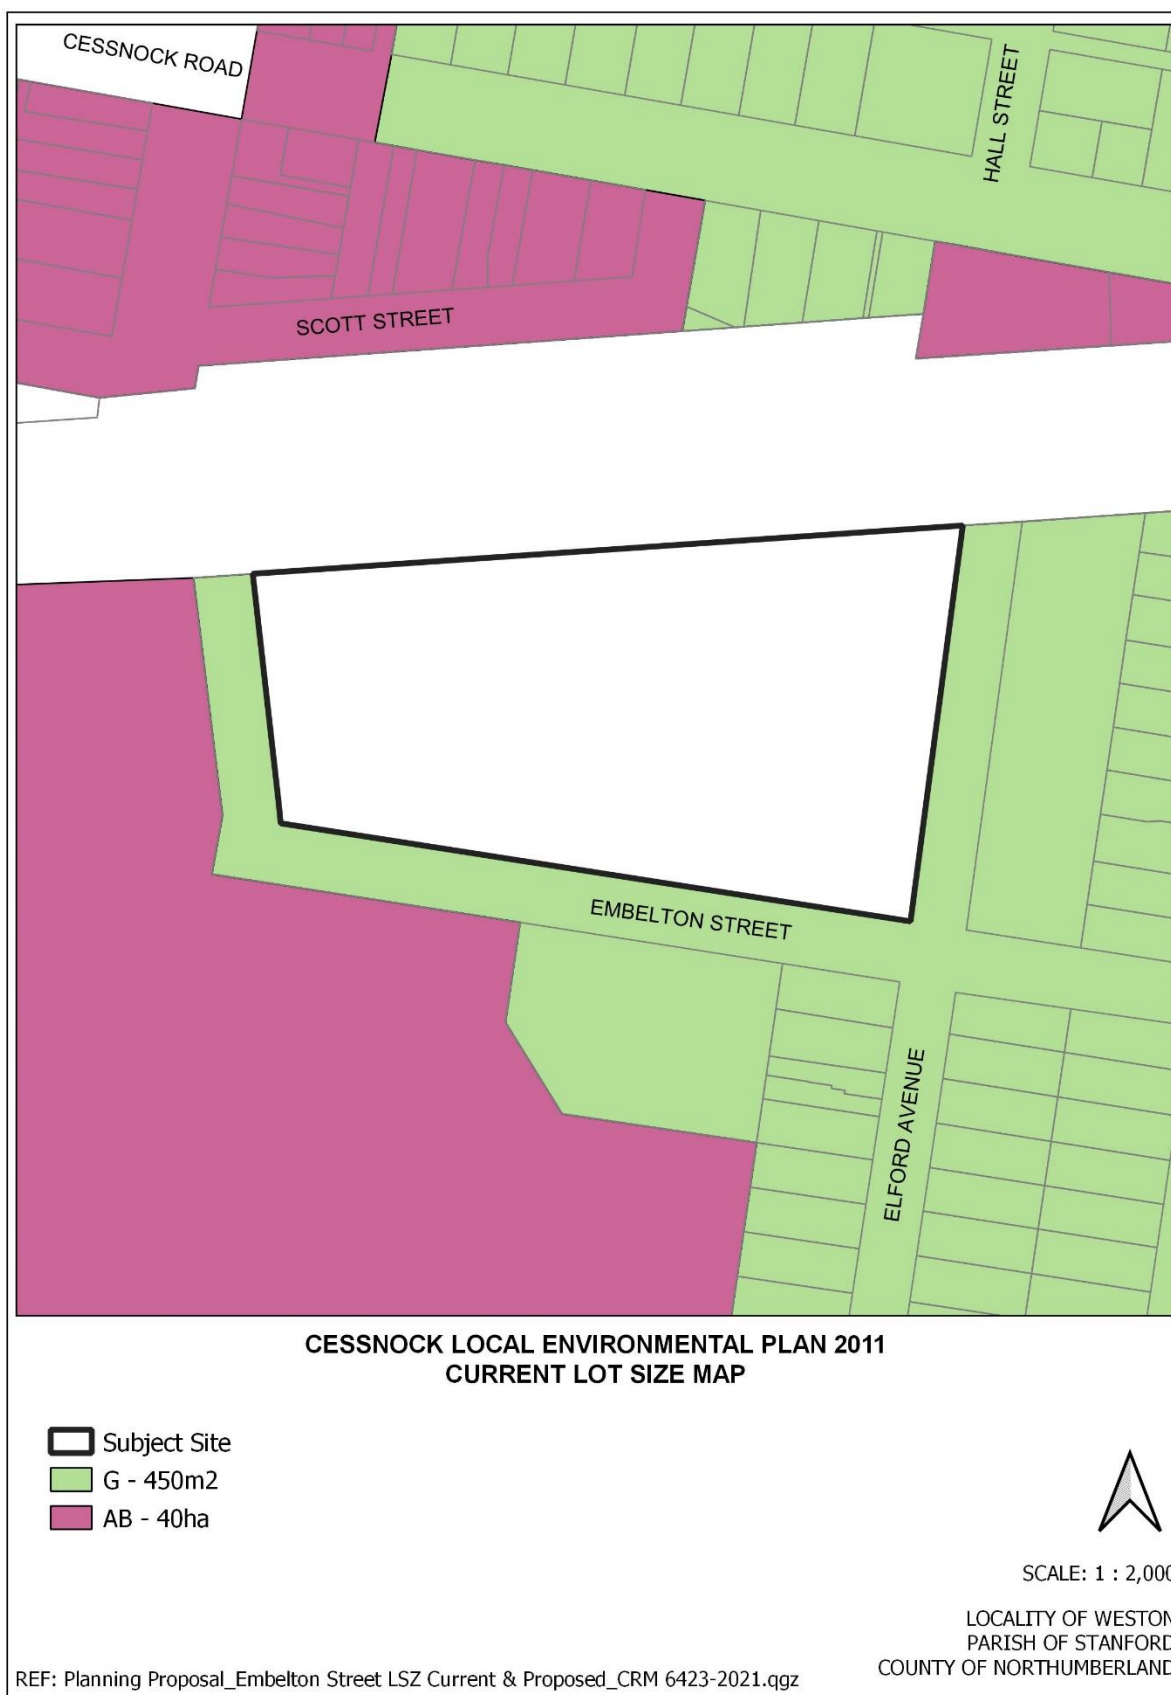 CESSNOCK ROAD
HALL STREET
SCOTT STREET
EMBELTON STREET
ELFORD AVENUE
CESSNOCK LOCAL ENVIRONMENTAL PLAN 2011
CURRENT LOT SIZE MAP
Subject Site
G - 450m2
AB - 40ha
SCALE: 1 : 2,000
LOCALITY OF WESTON
PARISH OF STANFORD
COUNTY OF NORTHUMBERLAND
REF: Planning Proposal_Embelton Street LSZ Current & Proposed_CRM 6423-2021.qgz